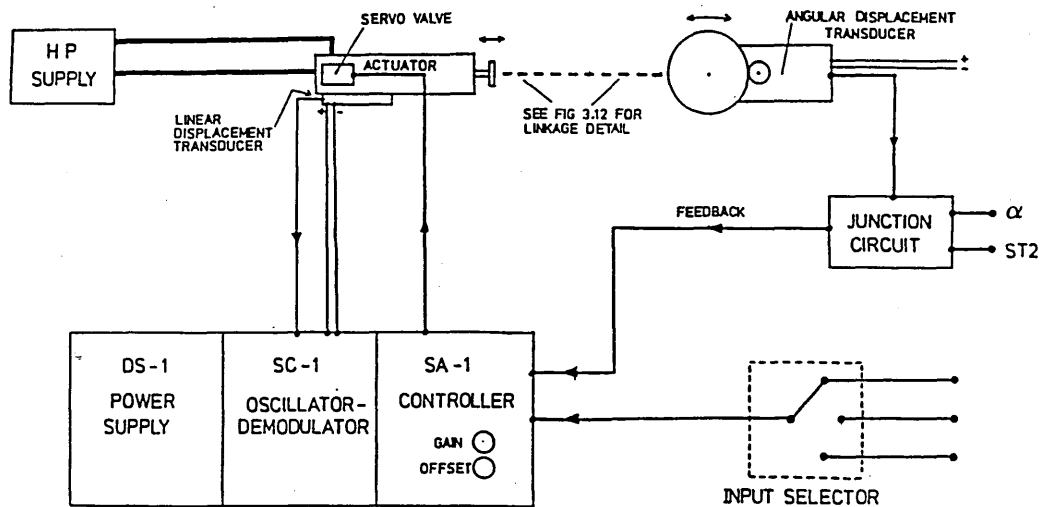 SERVO VALVE
HP
SUPPLY
ACTUATOR
ANGULAR DISPLACEMENT
TRANSDUCER
+
-
LINEAR
DISPLACEMENT
TRANSDUCER
+ -
SEE FIG 3.12 FOR
LINKAGE DETAIL
FEEDBACK
JUNCTION
CIRCUIT
α
ST2
DS-1
POWER
SUPPLY
SC-1
OSCILLATOR-
DEMODULATOR
SA-1
CONTROLLER
GAIN
OFFSET
INPUT SELECTOR